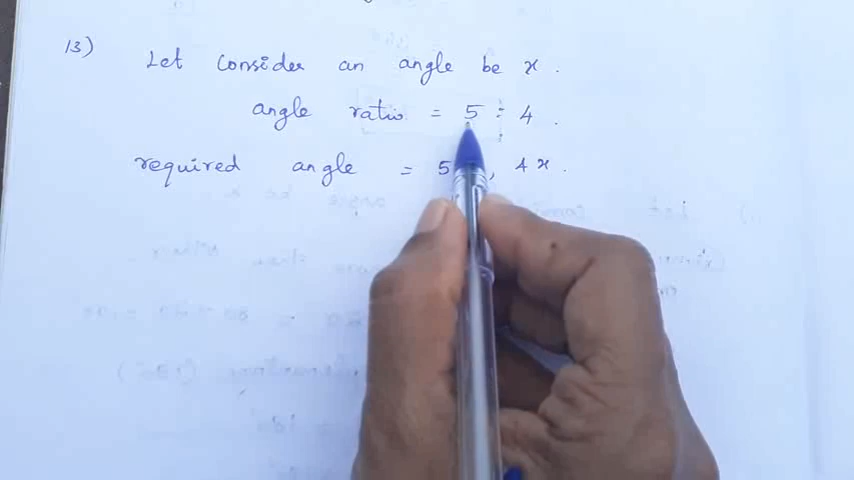 13) Let consider an angle be x.
angle ratio = 5 : 4.
required angle = 5 , 4x.